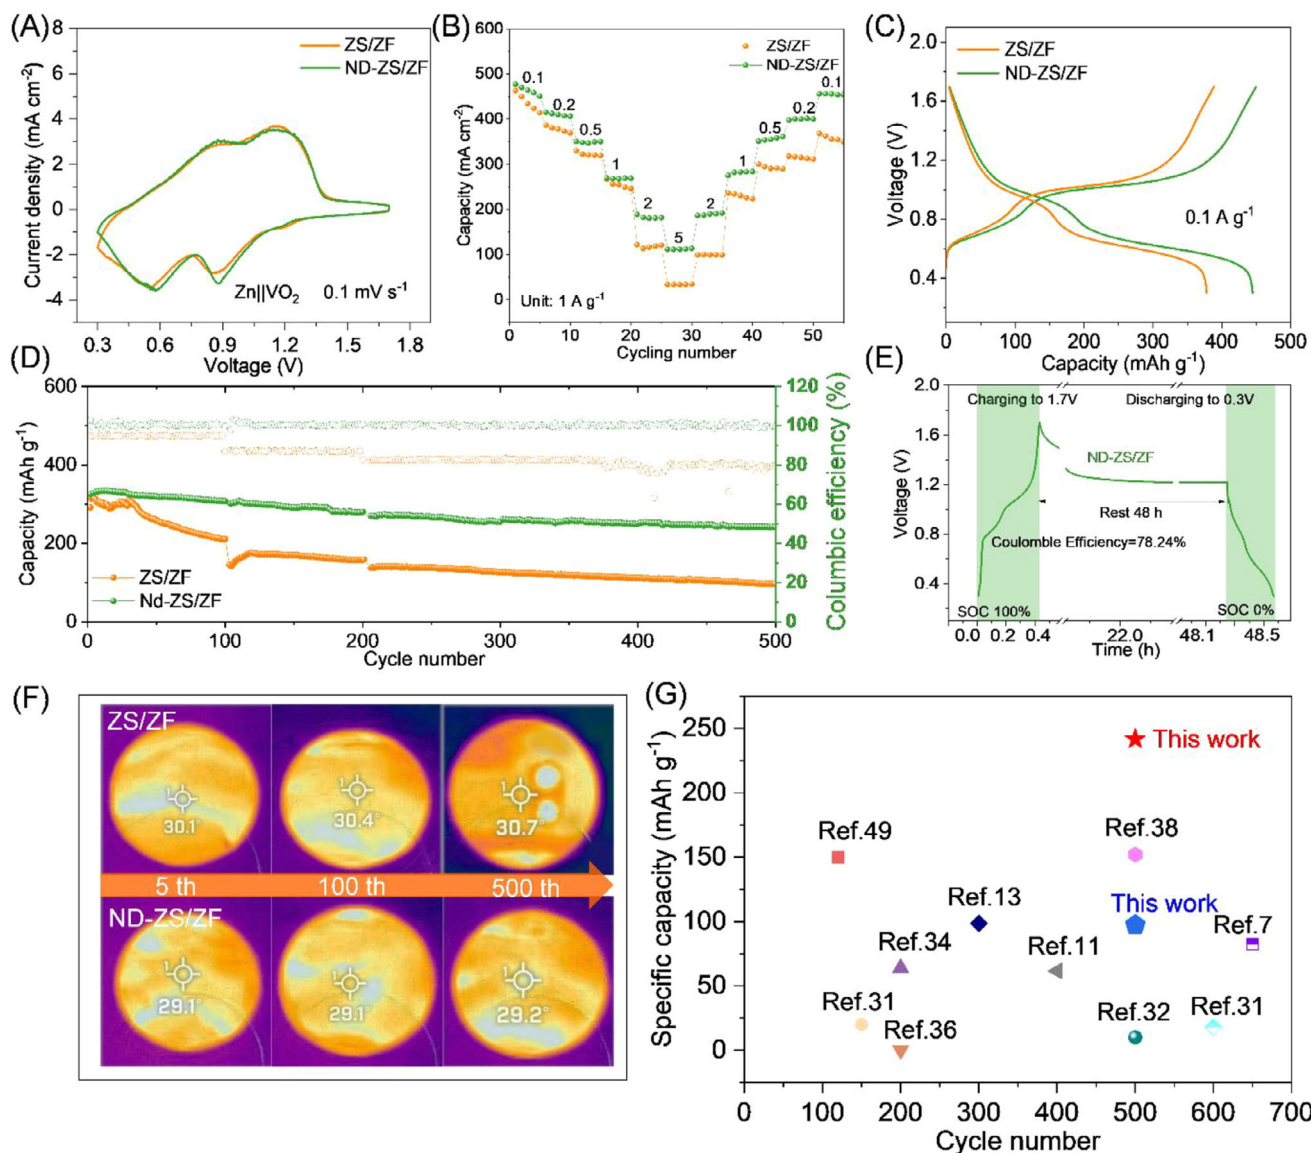 (A)
8
6
4
2
0
-2
-4
Current density (mA cm-2)
ZS/ZF
ND-ZS/ZF
Zn||VO2 0.1 mV s-1
0.3 0.6 0.9 1.2 1.5 1.8
Voltage (V)
(B)
600
500
400
300
200
100
0
Capacity (mA cm-2)
ZS/ZF
ND-ZS/ZF
0.1
0.2
0.5
1
2
5
2
1
0.5
0.2
0.1
Unit: 1 A g-1
0 10 20 30 40 50
Cycling number
(C)
2.0
1.6
1.2
0.8
0.4
Voltage (V)
ZS/ZF
ND-ZS/ZF
0.1 A g-1
0 50 100 150 200 250 300 350 400 450 500
Capacity (mAh g-1)
(D)
600
400
300
200
100
0
Capacity (mAh g-1)
ZS/ZF
Nd-ZS/ZF
120
100
80
60
40
20
0
Columbic efficiency (%)
0 100 200 300 400 500
Cycle number
(E)
2.0
1.6
1.2
0.8
0.4
Voltage (V)
Charging to 1.7V Discharging to 0.3V
ND-ZS/ZF
Rest 48 h
Coulomble Efficiency=78.24%
SOC 100% SOC 0%
0.0 0.2 0.4 22.0 48.1 48.5
Time (h)
(F)
ZS/ZF
1 1 1
30.1° 30.4° 30.7°
5 th 100 th 500 th
ND-ZS/ZF
1 1 1
29.1° 29.1° 29.2°
(G)
250
200
150
100
50
0
Specific capacity (mAh g-1)
This work
Ref.49
Ref.38
Ref.13
This work
Ref.7
Ref.34
Ref.11
Ref.31
Ref.36
Ref.32
Ref.31
0 100 200 300 400 500 600 700
Cycle number